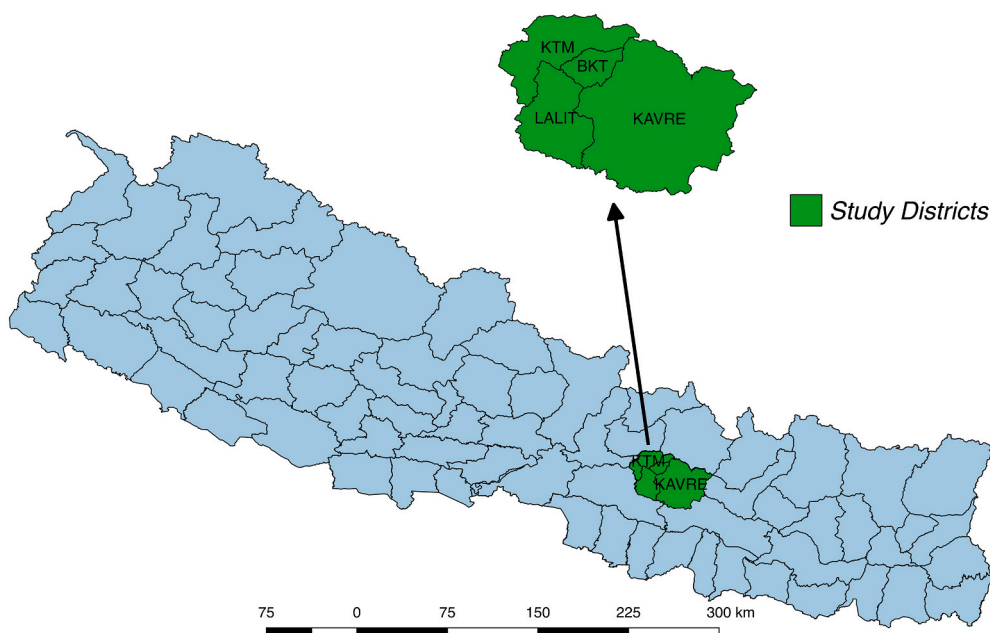 KTM
BKT
LALIT
KAVRE
Study Districts
KTM
KAVRE
75 0 75 150 225 300 km